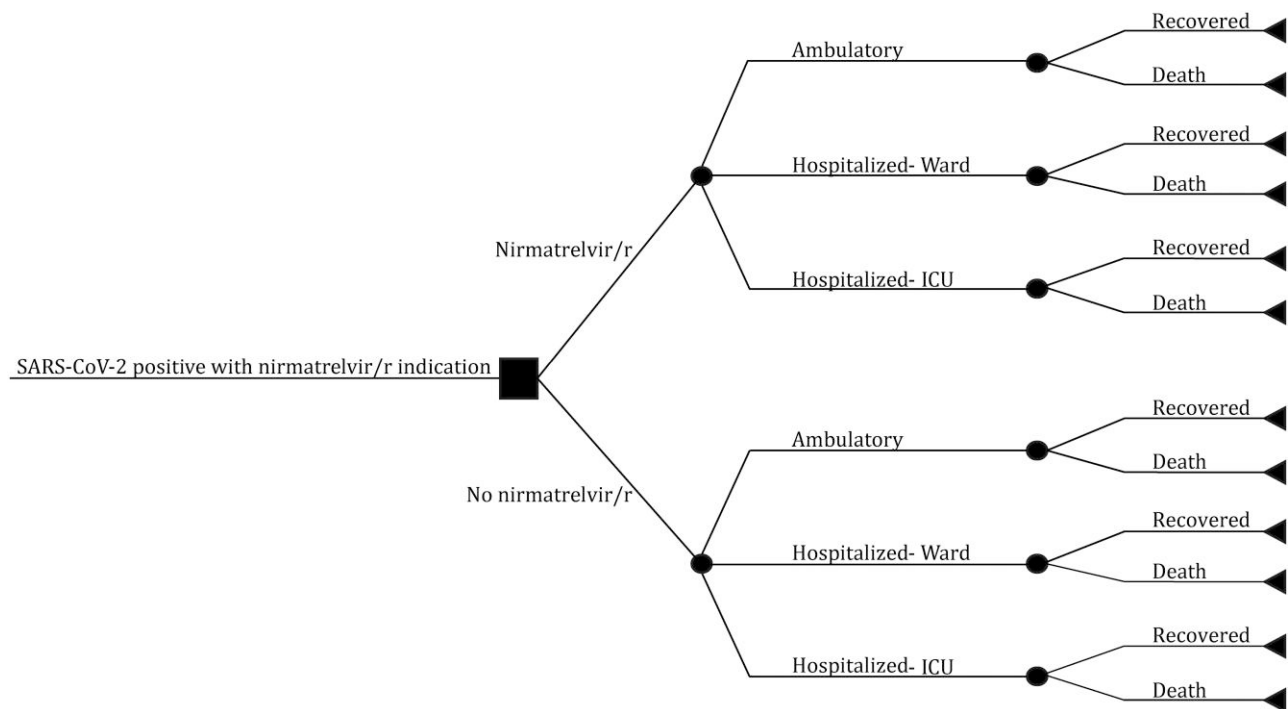 Recovered
Ambulatory
Death
Recovered
Hospitalized- Ward
Death
Nirmatrelvir/r
Recovered
Hospitalized- ICU
Death
SARS-CoV-2 positive with nirmatrelvir/r indication
Recovered
Ambulatory
Death
No nirmatrelvir/r
Recovered
Hospitalized- Ward
Death
Recovered
Hospitalized- ICU
Death